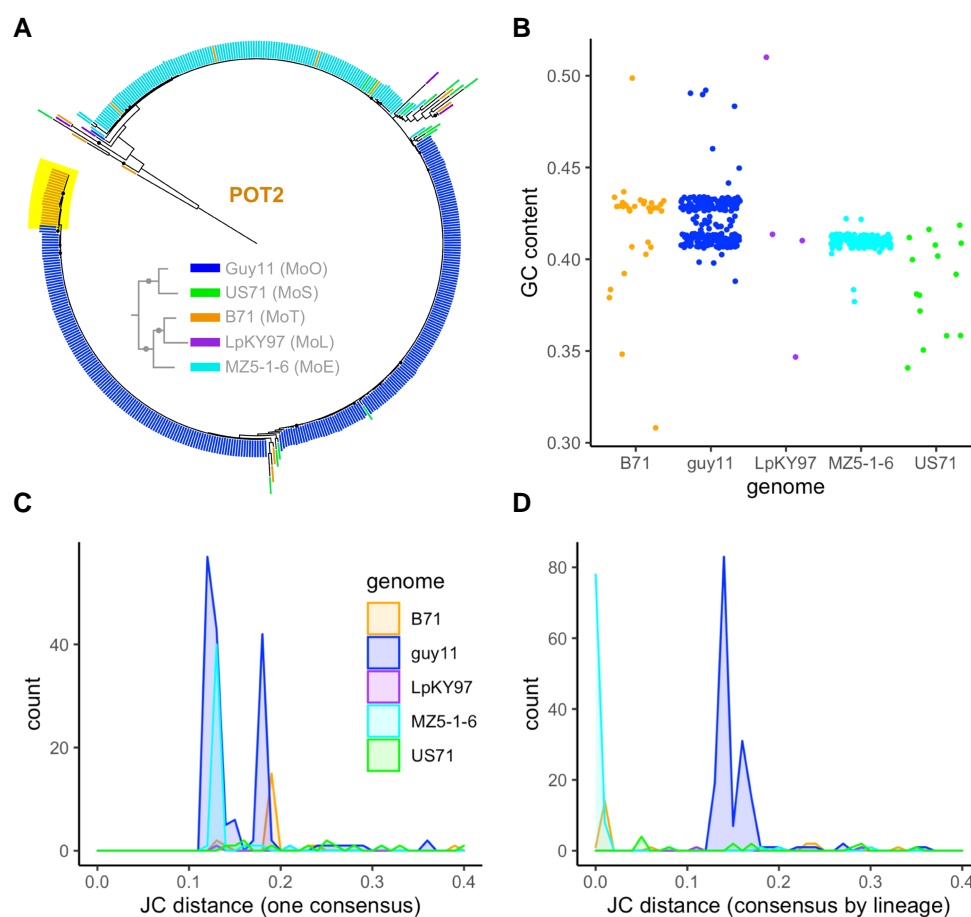 A
POT2
Guy11 (MoO)
US71 (MoS)
B71 (MoT)
LpKY97 (MoL)
MZ5-1-6 (MoE)
B
GC content
0.50
0.45
0.40
0.35
0.30
B71 guy11 LpKY97 MZ5-1-6 US71
genome
C
count
40
20
0
0.0 0.1 0.2 0.3 0.4
JC distance (one consensus)
genome
B71
guy11
LpKY97
MZ5-1-6
US71
D
count
80
60
40
20
0
0.0 0.1 0.2 0.3 0.4
JC distance (consensus by lineage)